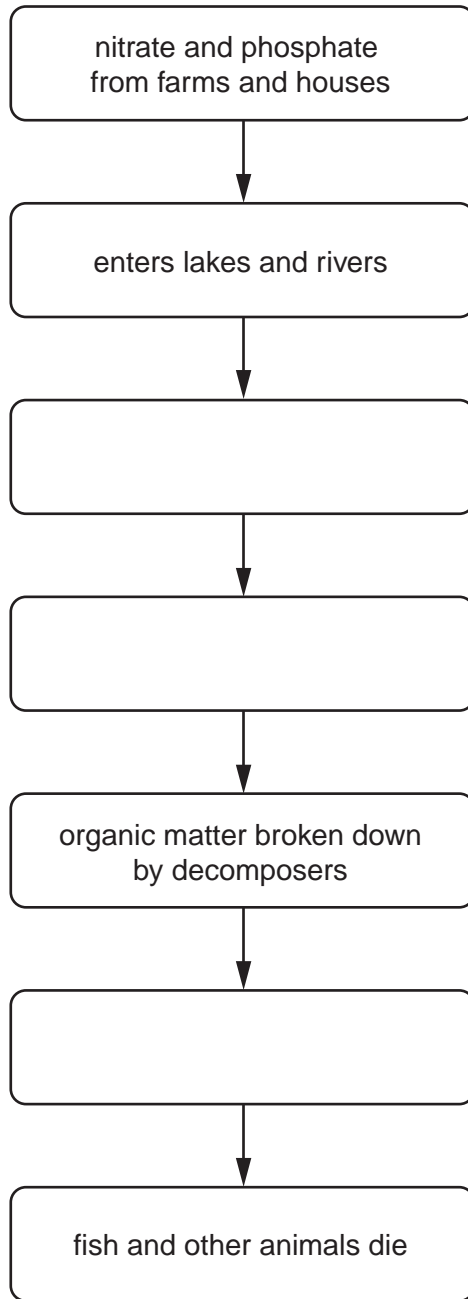 nitrate and phosphate
from farms and houses
enters lakes and rivers
organic matter broken down
by decomposers
fish and other animals die